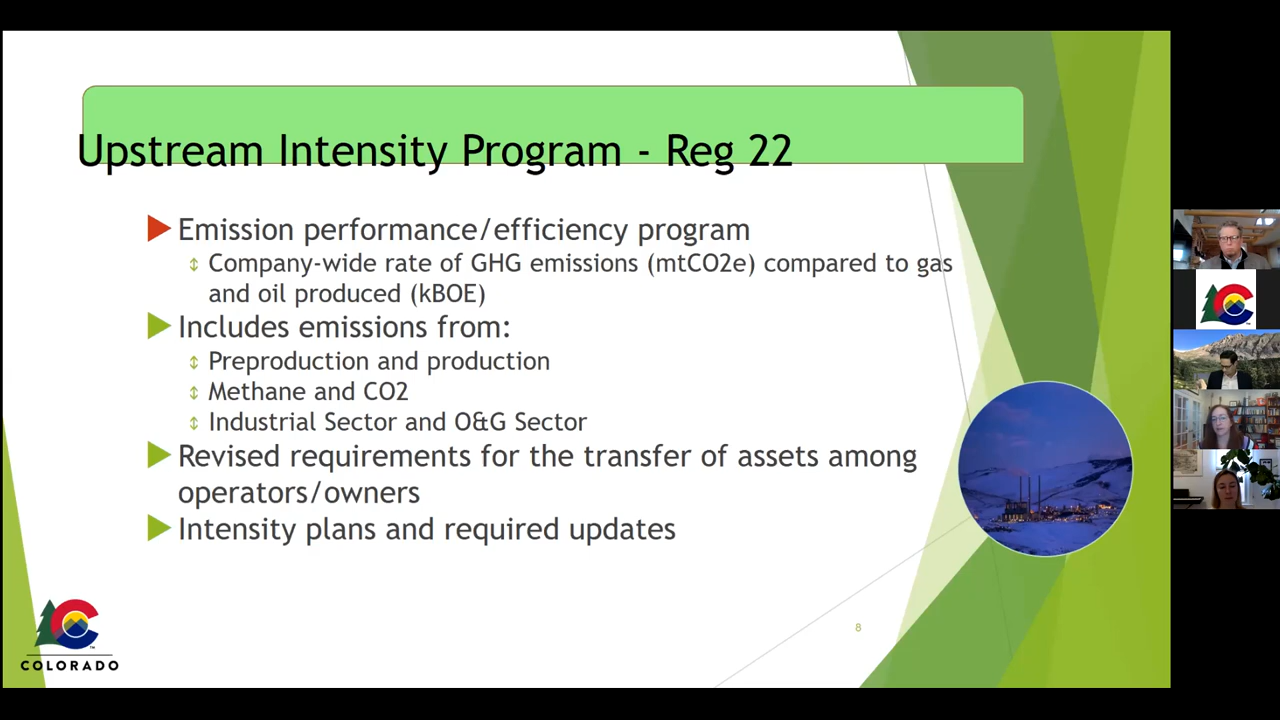 Upstream Intensity Program - Reg 22
Emission performance/efficiency program
Company-wide rate of GHG emissions (mtCO2e) compared to gas
and oil produced (kBOE)
Includes emissions from:
Preproduction and production
Methane and CO2
Industrial Sector and O&G Sector
Revised requirements for the transfer of assets among
operators/owners
Intensity plans and required updates
8
COLORADO